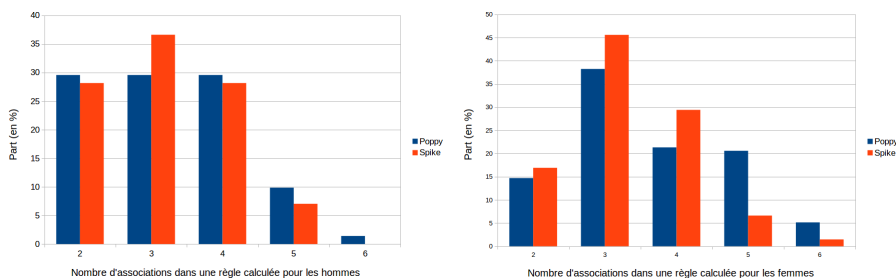 40
35
30
25
20
15
10
5
0
Part (en %)
2 3 4 5 6
Nombre d'associations dans une règle calculée pour les hommes
Poppy
Spike
50
45
40
35
30
25
20
15
10
5
0
Part (en %)
2 3 4 5 6
Nombre d'associations dans une règle calculée pour les femmes
Poppy
Spike